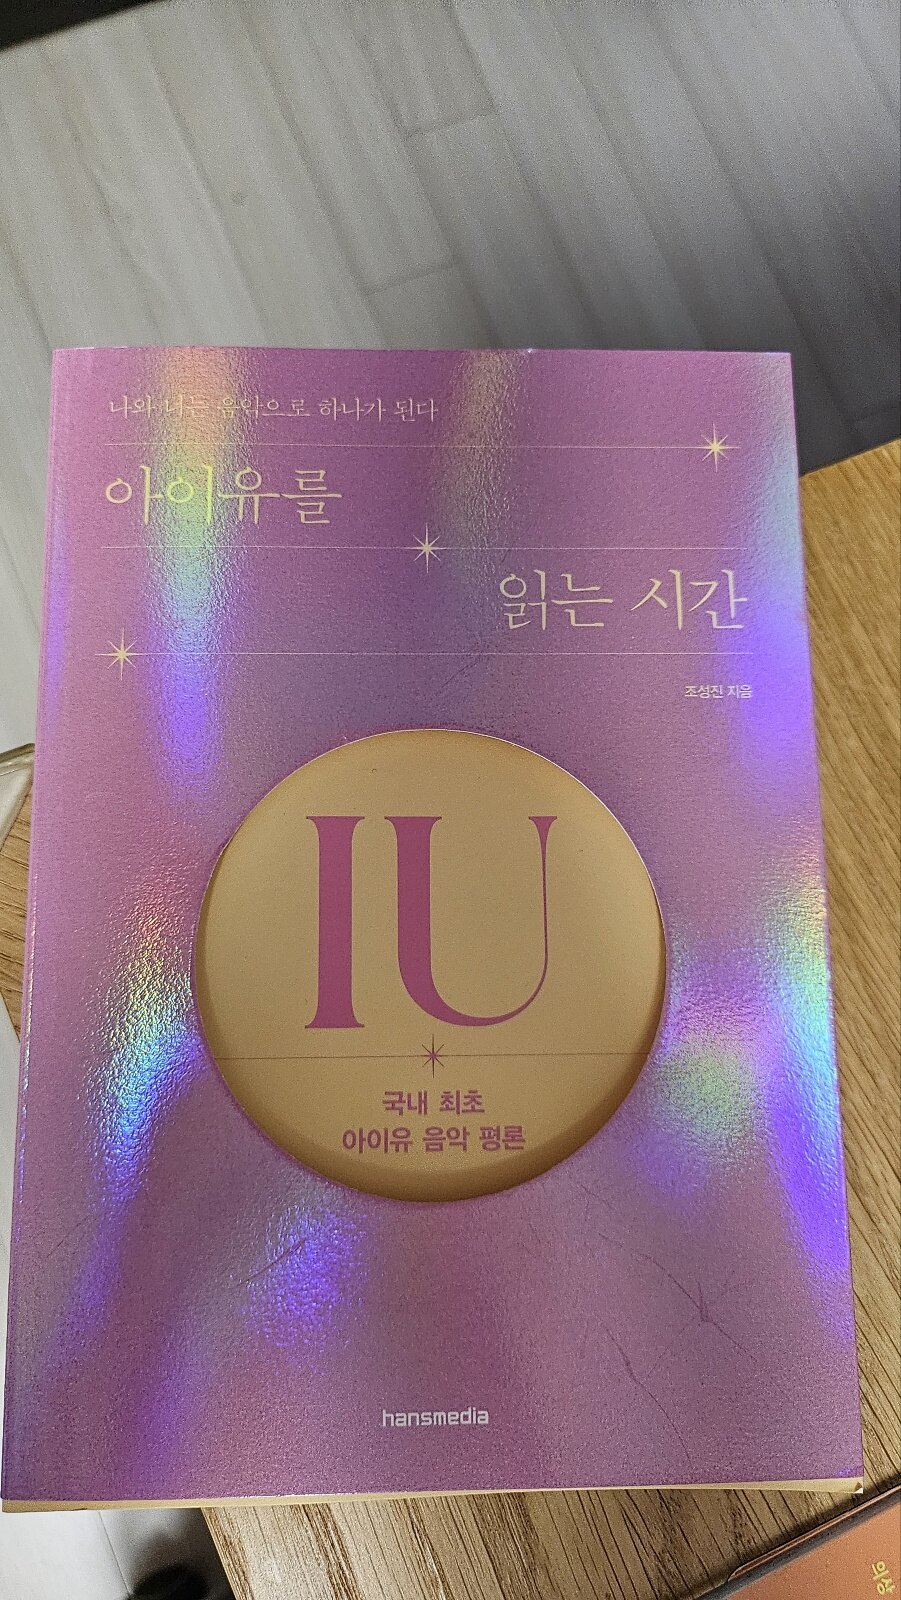 나와 너는 음악으로 하나가 된다
아이유를
읽는 시간
조성진 지음
IU
국내 최초
아이유 음악 평론
hansmedia
의상